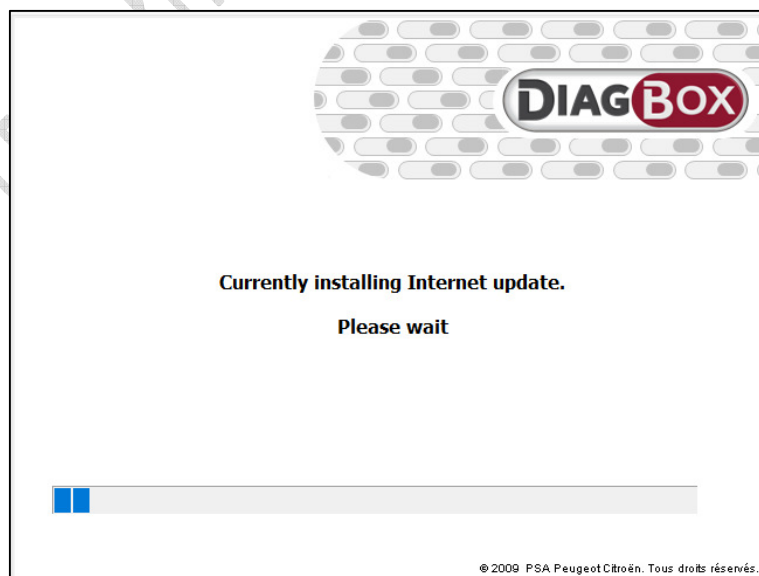 DIAGBOX
Currently installing Internet update.
Please wait
© 2009 PSA Peugeot Citroën. Tous droits réservés.